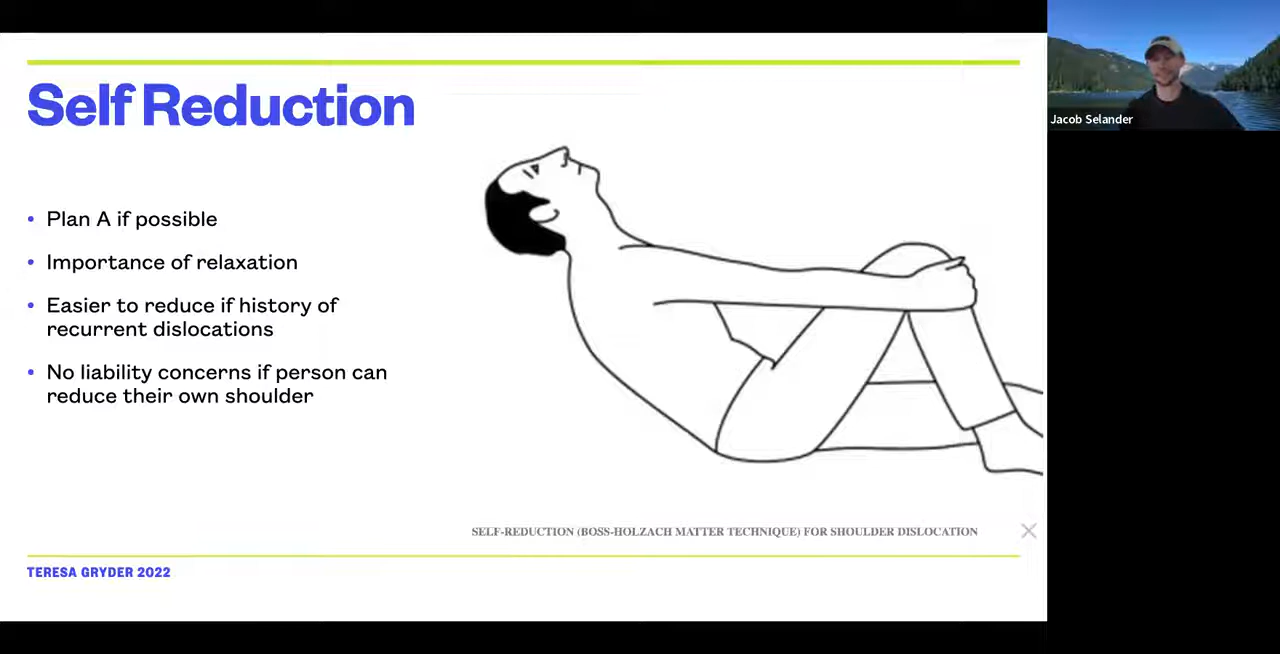 Self Reduction
• Plan A if possible
• Importance of relaxation
• Easier to reduce if history of
recurrent dislocations
• No liability concerns if person can
reduce their own shoulder
SELF-REDUCTION (BOSS-HOLZACH MATTER TECHNIQUE) FOR SHOULDER DISLOCATION
TERESA GRYDER 2022
Jacob Selander